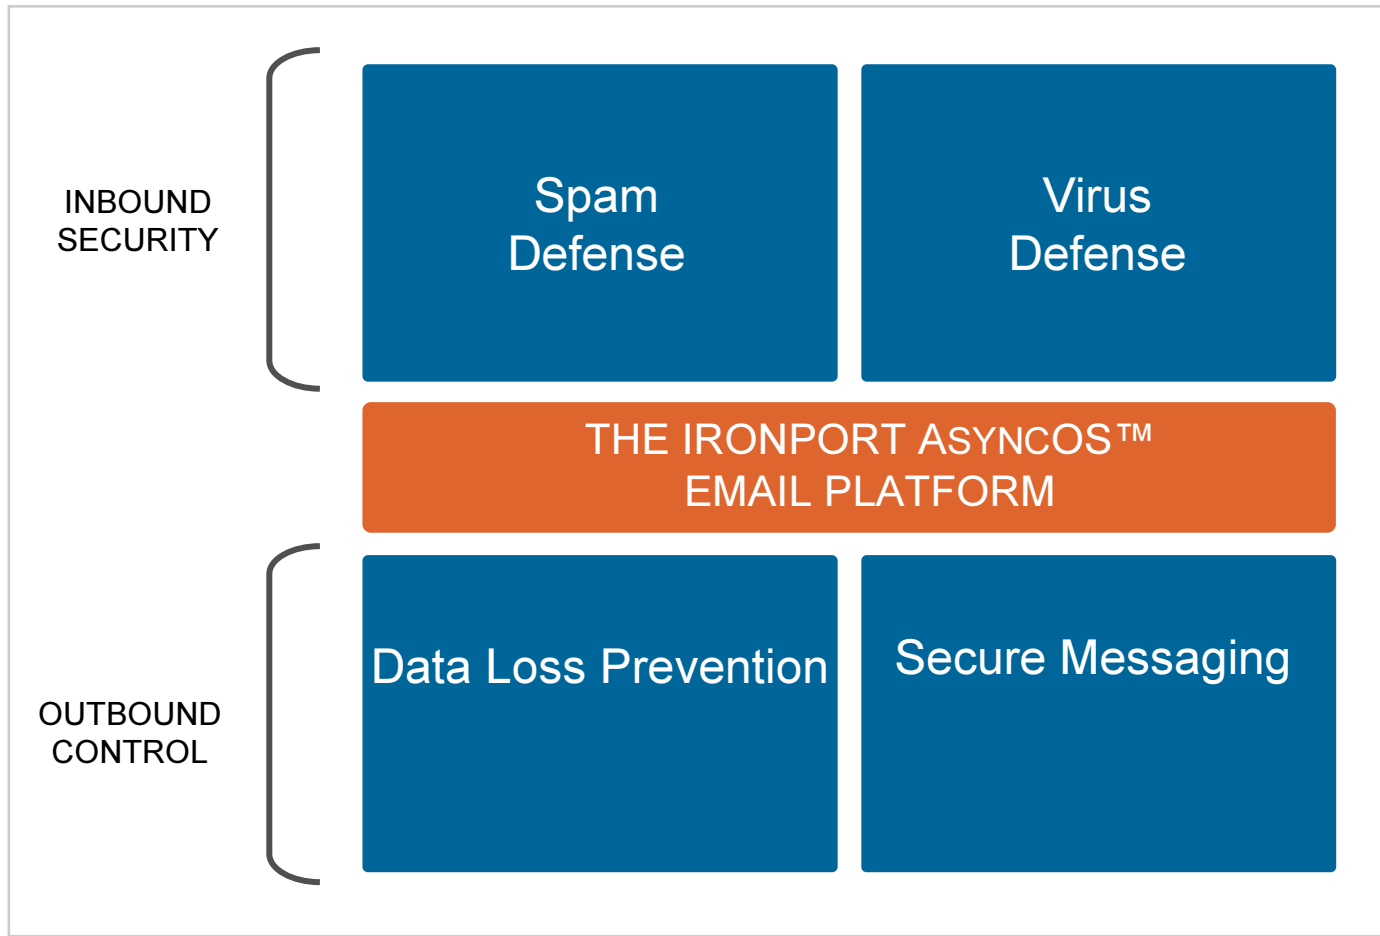 INBOUND
SECURITY
Spam
Defense
Virus
Defense
THE IRONPORT ASYNCOS™
EMAIL PLATFORM
OUTBOUND
CONTROL
Data Loss Prevention
Secure Messaging